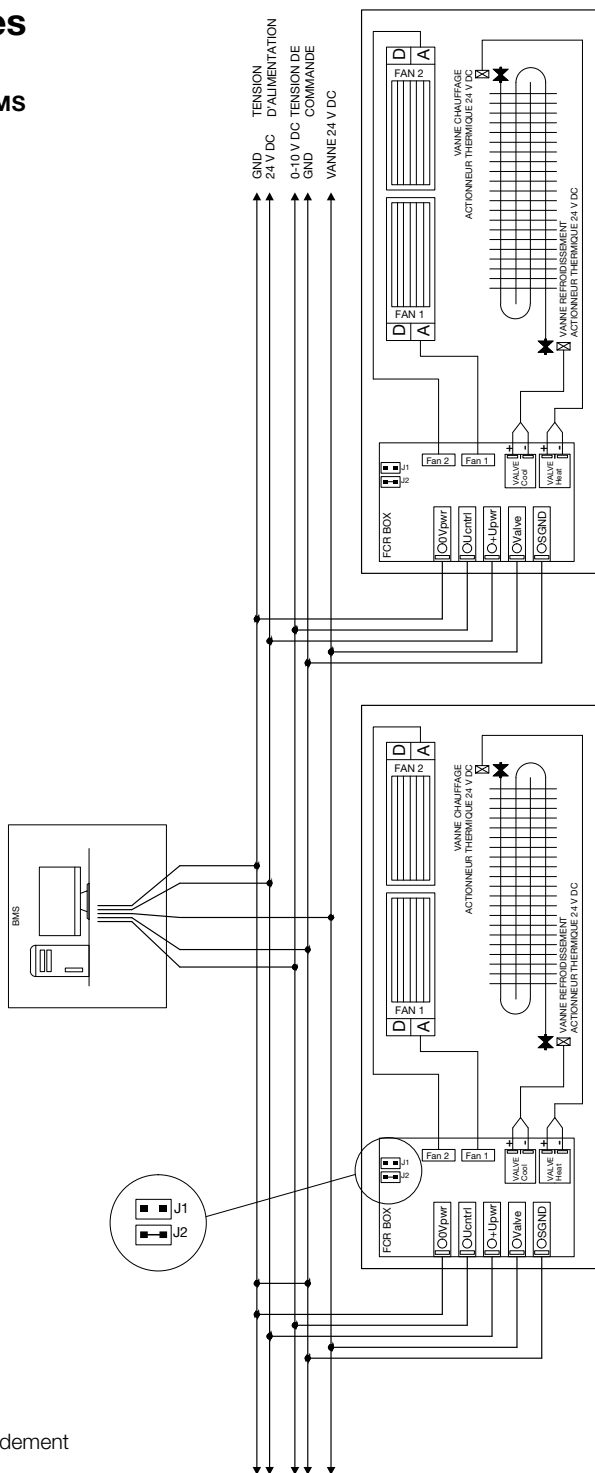 es
MS
GND TENSION
24 V DC D'ALIMENTATION
0-10 V DC TENSION DE
GND COMMANDE
VANNE 24 V DC
D
A
FAN 2
FAN 1
D
A
VANNE CHAUFFAGE
ACTIONNEUR THERMIQUE 24 V DC
VANNE REFROIDISSEMENT
ACTIONNEUR THERMIQUE 24 V DC
FCR BOX
J1
J2
Fan 2
Fan 1
+
-
VALVE
Cool
+
-
VALVE
Heat
0Vpwr
Ucntrl
+Upwr
Valve
SGND
BMS
D
A
FAN 2
FAN 1
D
A
VANNE CHAUFFAGE
ACTIONNEUR THERMIQUE 24 V DC
VANNE REFROIDISSEMENT
ACTIONNEUR THERMIQUE 24 V DC
FCR BOX
J1
J2
Fan 2
Fan 1
+
-
VALVE
Cool
+
-
VALVE
Heat
0Vpwr
Ucntrl
+Upwr
Valve
SGND
J1
J2
dement